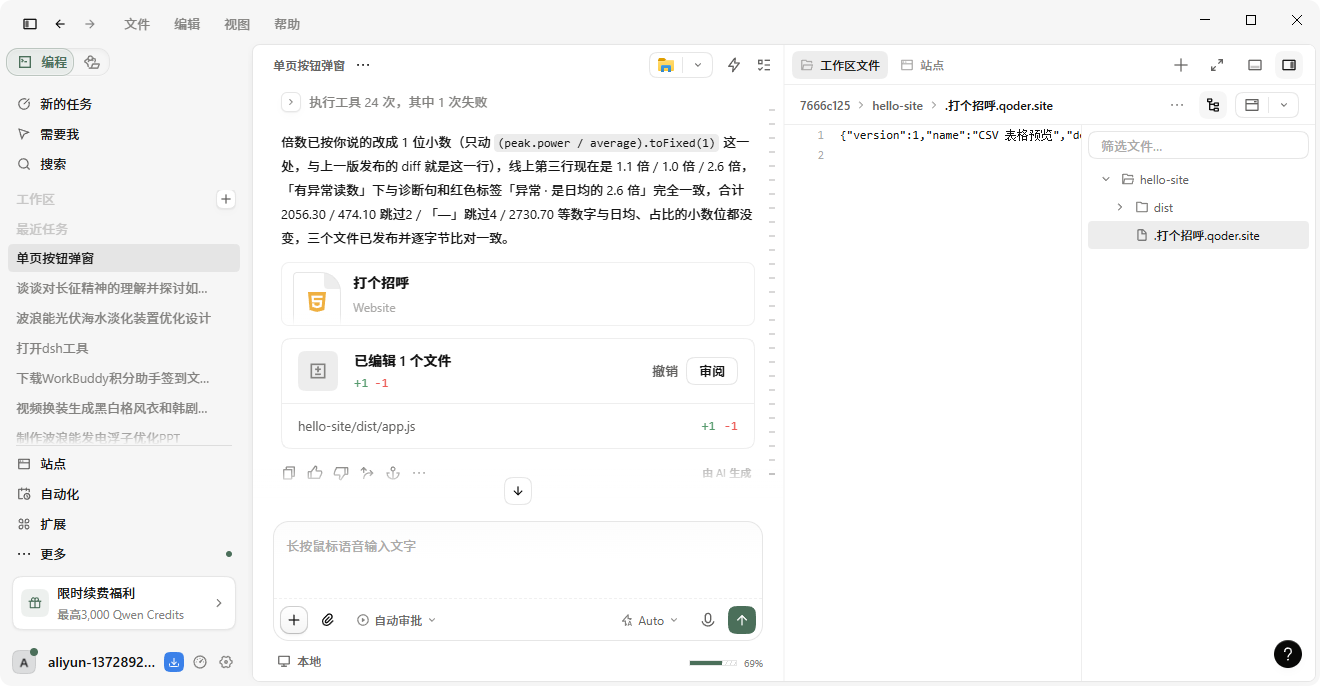 文件 编辑 视图 帮助
编程
新的任务
需要我
搜索
工作区
最近任务
单页按钮弹窗
谈谈对长征精神的理解并探讨如...
波浪能光伏海水淡化装置优化设计
打开dsh工具
下载WorkBuddy积分助手签到文...
视频换装生成黑白格风衣和韩剧...
制作波浪能发电浮子优化PPT
站点
自动化
扩展
更多
限时续费福利
最高3,000 Qwen Credits
A aliyun-1372892...
单页按钮弹窗
执行工具 24 次，其中 1 次失败
倍数已按你说的改成 1 位小数（只动 (peak.power / average).toFixed(1) 这一
处，与上一版发布的 diff 就是这一行），线上第三行现在是 1.1 倍 / 1.0 倍 / 2.6 倍，
「有异常读数」下与诊断句和红色标签「异常 · 是日均的 2.6 倍」完全一致，合计
2056.30 / 474.10 跳过2 / 「—」跳过4 / 2730.70 等数字与日均、占比的小数位都没
变，三个文件已发布并逐字节比对一致。
打个招呼
Website
已编辑 1 个文件
+1 -1
撤销 审阅
hello-site/dist/app.js +1 -1
由 AI 生成
长按鼠标语音输入文字
自动审批 Auto
本地 69%
工作区文件 站点
7666c125 > hello-site > .打个招呼.qoder.site
1 {"version":1,"name":"CSV 表格预览","de
2
筛选文件...
hello-site
dist
.打个招呼.qoder.site
?